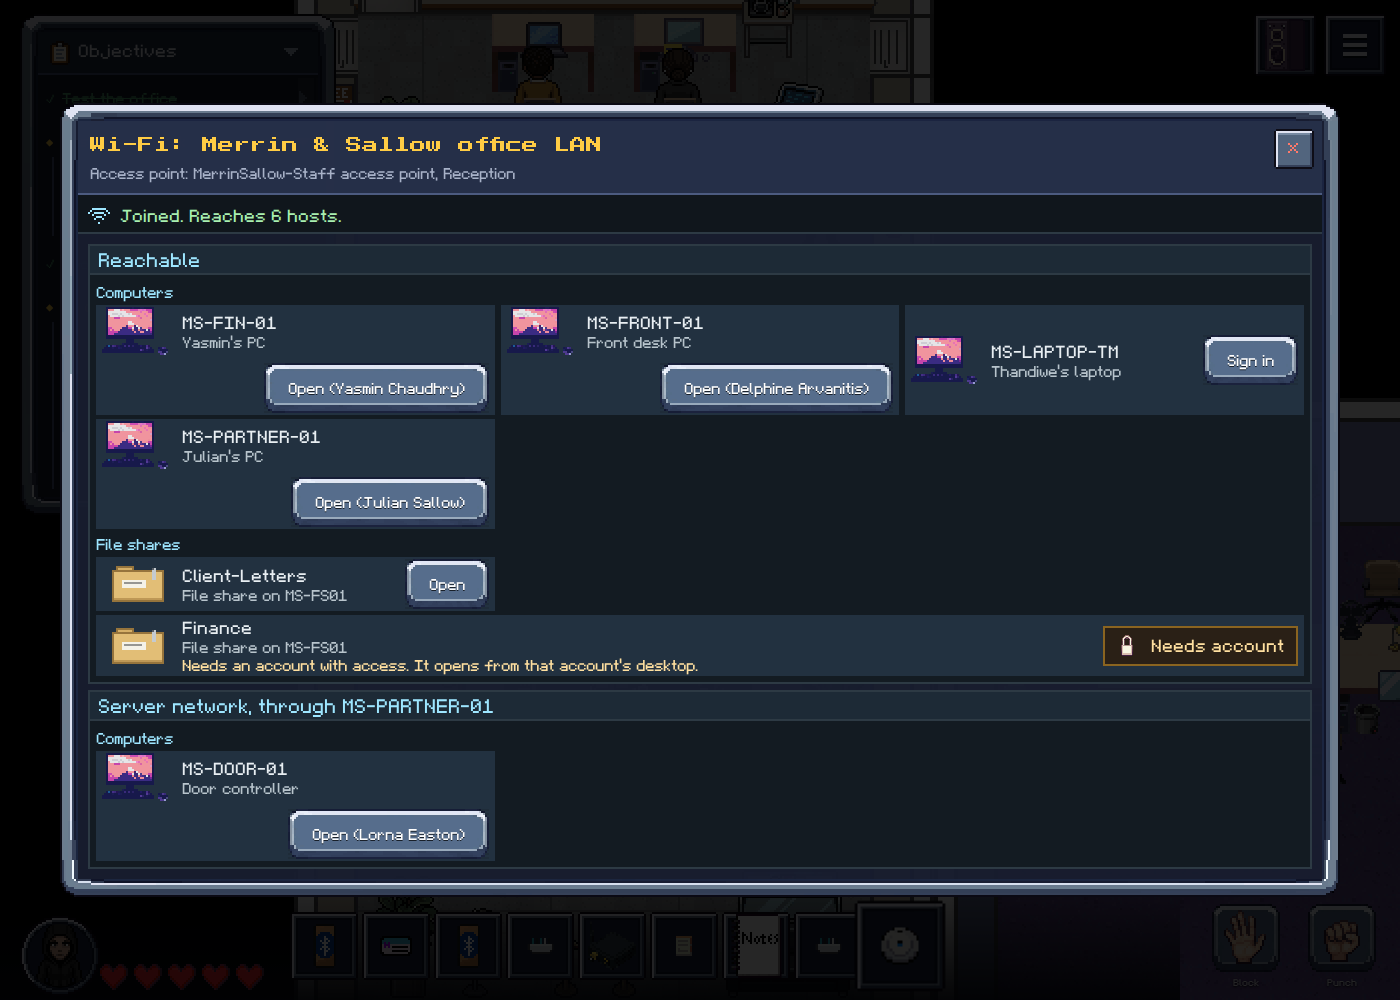 Objectives
Test the office
Wi-Fi: Merrin & Sallow office LAN
Access point: MerrinSallow-Staff access point, Reception
Joined. Reaches 6 hosts.
Reachable
Computers
MS-FIN-01
Yasmin's PC
Open (Yasmin Chaudhry)
MS-FRONT-01
Front desk PC
Open (Delphine Arvanitis)
MS-LAPTOP-TM
Thandiwe's laptop
Sign in
MS-PARTNER-01
Julian's PC
Open (Julian Sallow)
File shares
Client-Letters
File share on MS-FS01
Open
Finance
File share on MS-FS01
Needs an account with access. It opens from that account's desktop.
Needs account
Server network, through MS-PARTNER-01
Computers
MS-DOOR-01
Door controller
Open (Lorna Easton)
Notes
Block
Punch